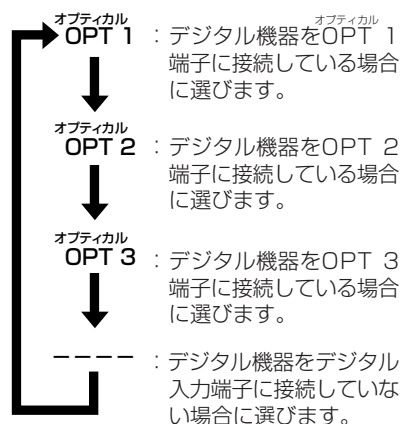 オプティカル オプティカル
OPT 1 : デジタル機器をOPT 1
端子に接続している場合
に選びます。
オプティカル
OPT 2 : デジタル機器をOPT 2
端子に接続している場合
に選びます。
オプティカル
OPT 3 : デジタル機器をOPT 3
端子に接続している場合
に選びます。
---- : デジタル機器をデジタル
入力端子に接続していな
い場合に選びます。